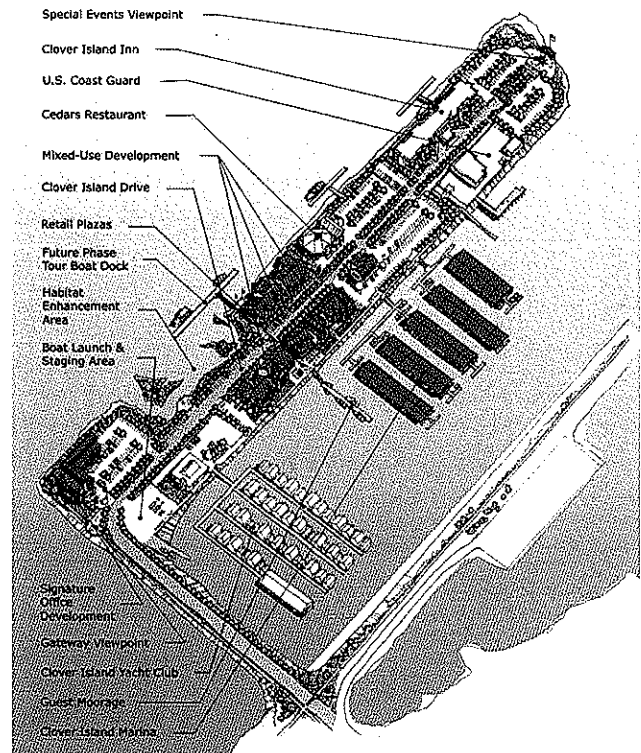 Special Events Viewpoint
Clover Island Inn
U.S. Coast Guard
Cedars Restaurant
Mixed-Use Development
Clover Island Drive
Retail Plazas
Future Phase
Tour Boat Dock
Habitat
Enhancement
Area
Boat Launch &
Staging Area
Signature
Office
Development
Gateway Viewpoint
Clover Island Yacht Club
Guest Moorage
Clover Island Marina